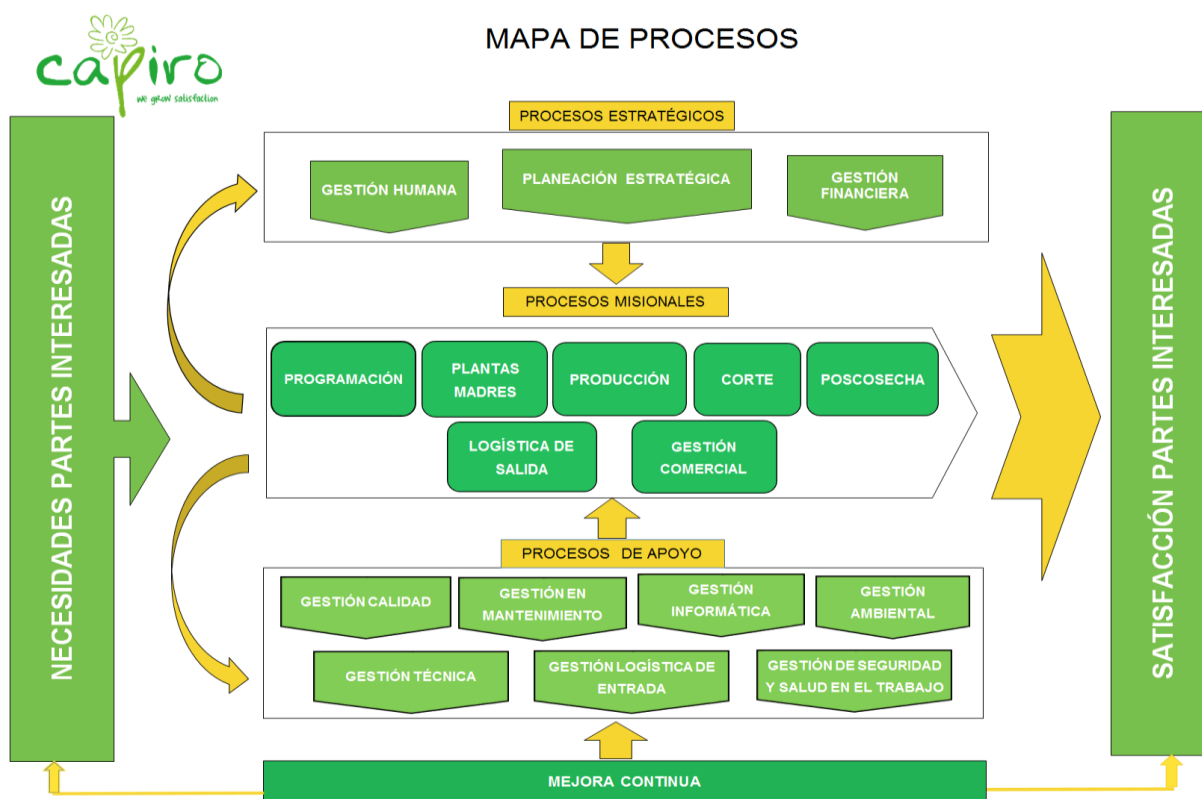 capiro
we grow satisfaction
MAPA DE PROCESOS
NECESIDADES PARTES INTERESADAS
PROCESOS ESTRATÉGICOS
GESTIÓN HUMANA
PLANEACIÓN ESTRATÉGICA
GESTIÓN
FINANCIERA
PROCESOS MISIONALES
PROGRAMACIÓN
PLANTAS
MADRES
PRODUCCIÓN
CORTE
POSCOSECHA
LOGÍSTICA DE
SALIDA
GESTIÓN
COMERCIAL
PROCESOS DE APOYO
GESTIÓN CALIDAD
GESTIÓN EN
MANTENIMIENTO
GESTIÓN
INFORMÁTICA
GESTIÓN
AMBIENTAL
GESTIÓN TÉCNICA
GESTIÓN LOGÍSTICA DE
ENTRADA
GESTIÓN DE SEGURIDAD
Y SALUD EN EL TRABAJO
MEJORA CONTINUA
SATISFACCIÓN PARTES INTERESADAS